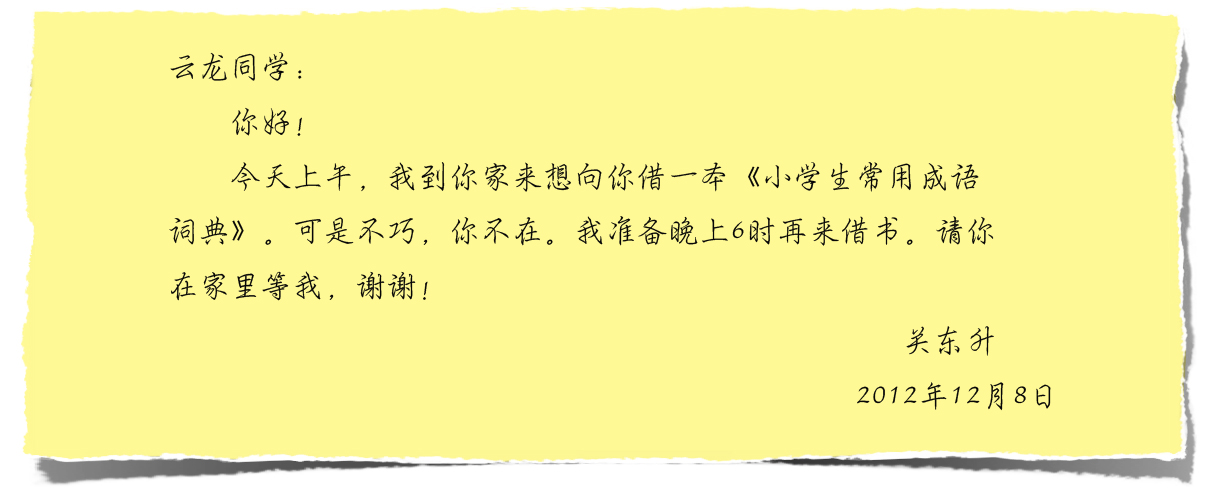 云龙同学：
你好！
今天上午，我到你家来想向你借一本《小学生常用成语
词典》。可是不巧，你不在。我准备晚上6时再来借书。请你
在家里等我，谢谢！
关东升
2012年12月8日